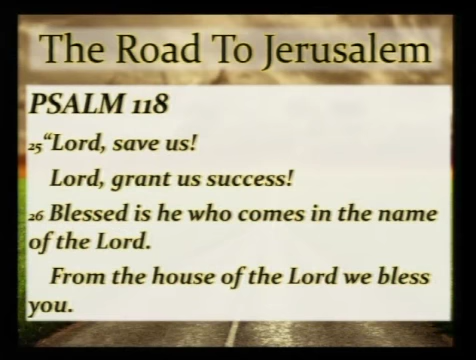 The Road To Jerusalem
PSALM 118
25“Lord, save us!
Lord, grant us success!
26 Blessed is he who comes in the name
of the Lord.
From the house of the Lord we bless
you.